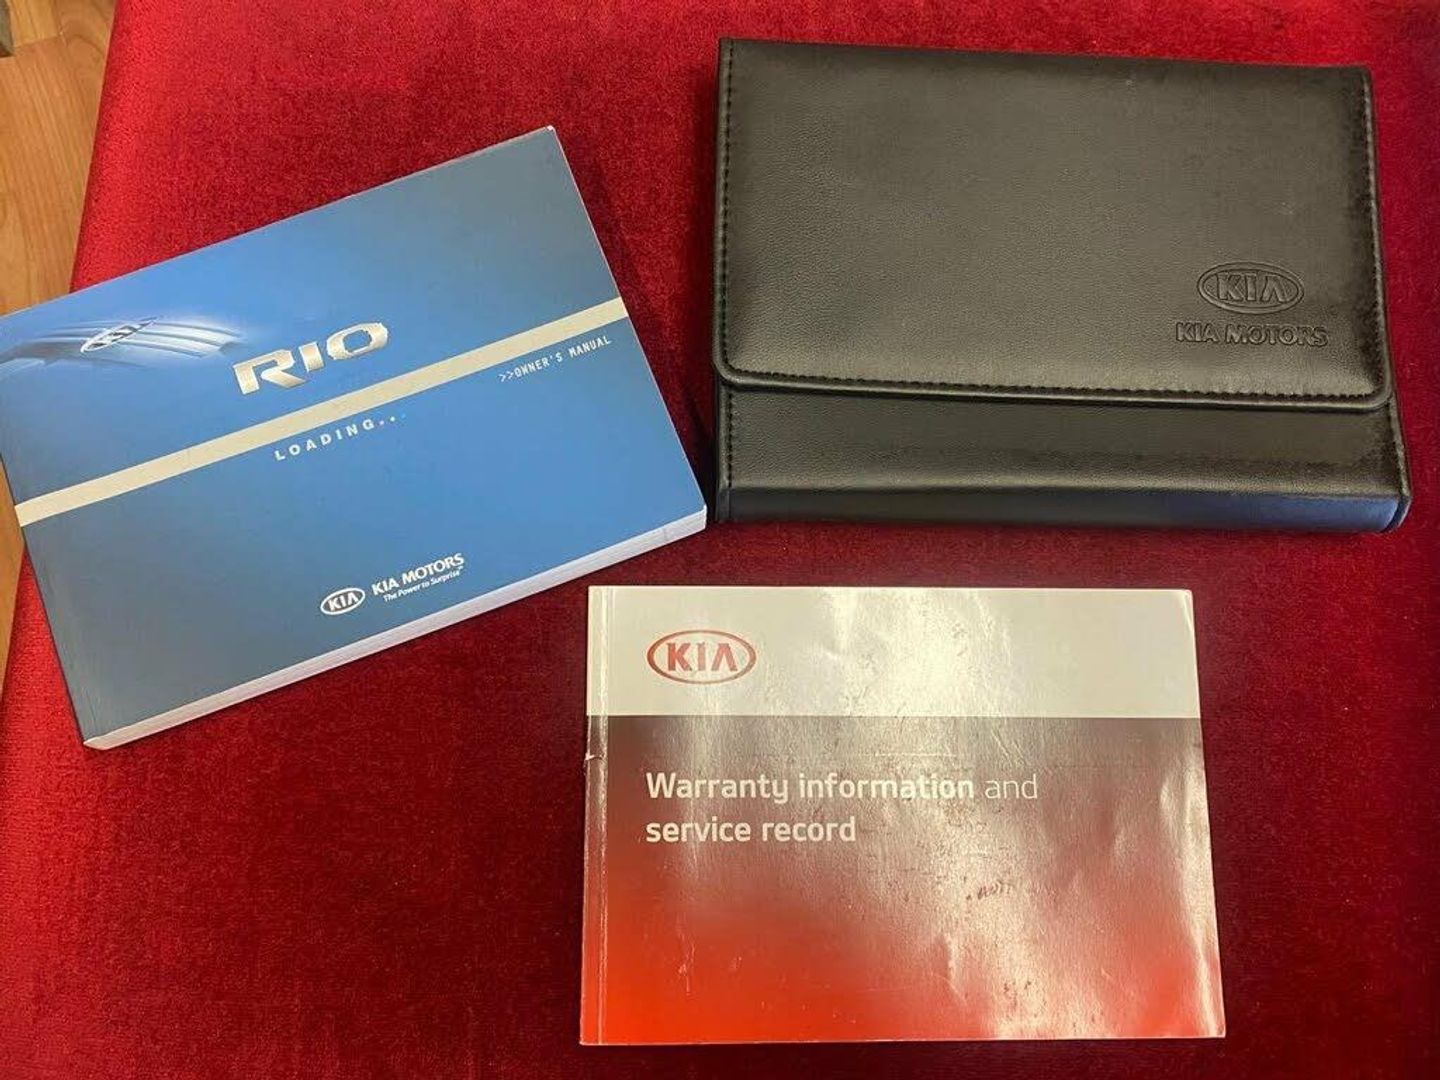 RIO
>>OWNER'S MANUAL
LOADING..
KIA
KIA MOTORS
The Power to Surprise™
KIA
KIA MOTORS
KIA
Warranty information and
service record